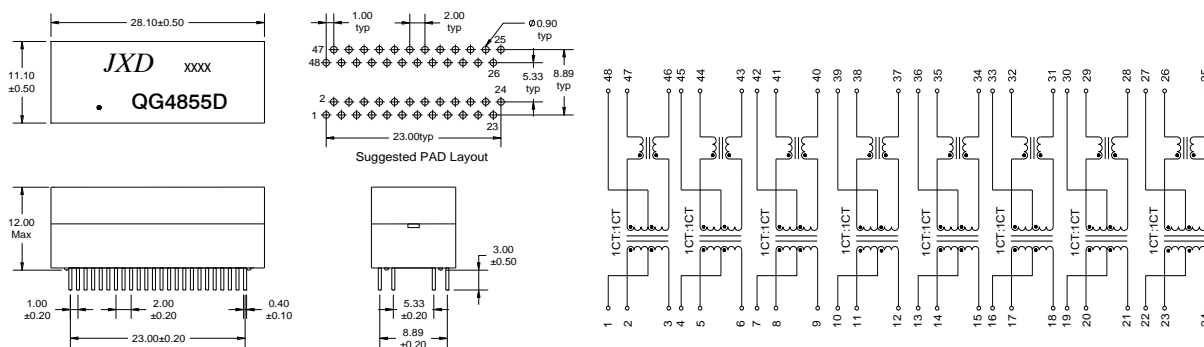 28.10±0.50
11.10
±0.50
JXD xxxx
QG4855D
1.00
typ
2.00
typ
Ø0.90
typ
25
47
48
26
2
24
1
23
5.33
typ
8.89
typ
23.00typ
Suggested PAD Layout
12.00
Max
1.00
±0.20
2.00
±0.20
0.40
±0.10
23.00±0.20
3.00
±0.50
5.33
±0.20
8.89
±0.20
48 47 46 45 44 43 42 41 40 39 38 37 36 35 34 33 32 31 30 29 28 27 26 25
1CT:1CT 1CT:1CT 1CT:1CT 1CT:1CT 1CT:1CT 1CT:1CT 1CT:1CT 1CT:1CT
1 2 3 4 5 6 7 8 9 10 11 12 13 14 15 16 17 18 19 20 21 22 23 24